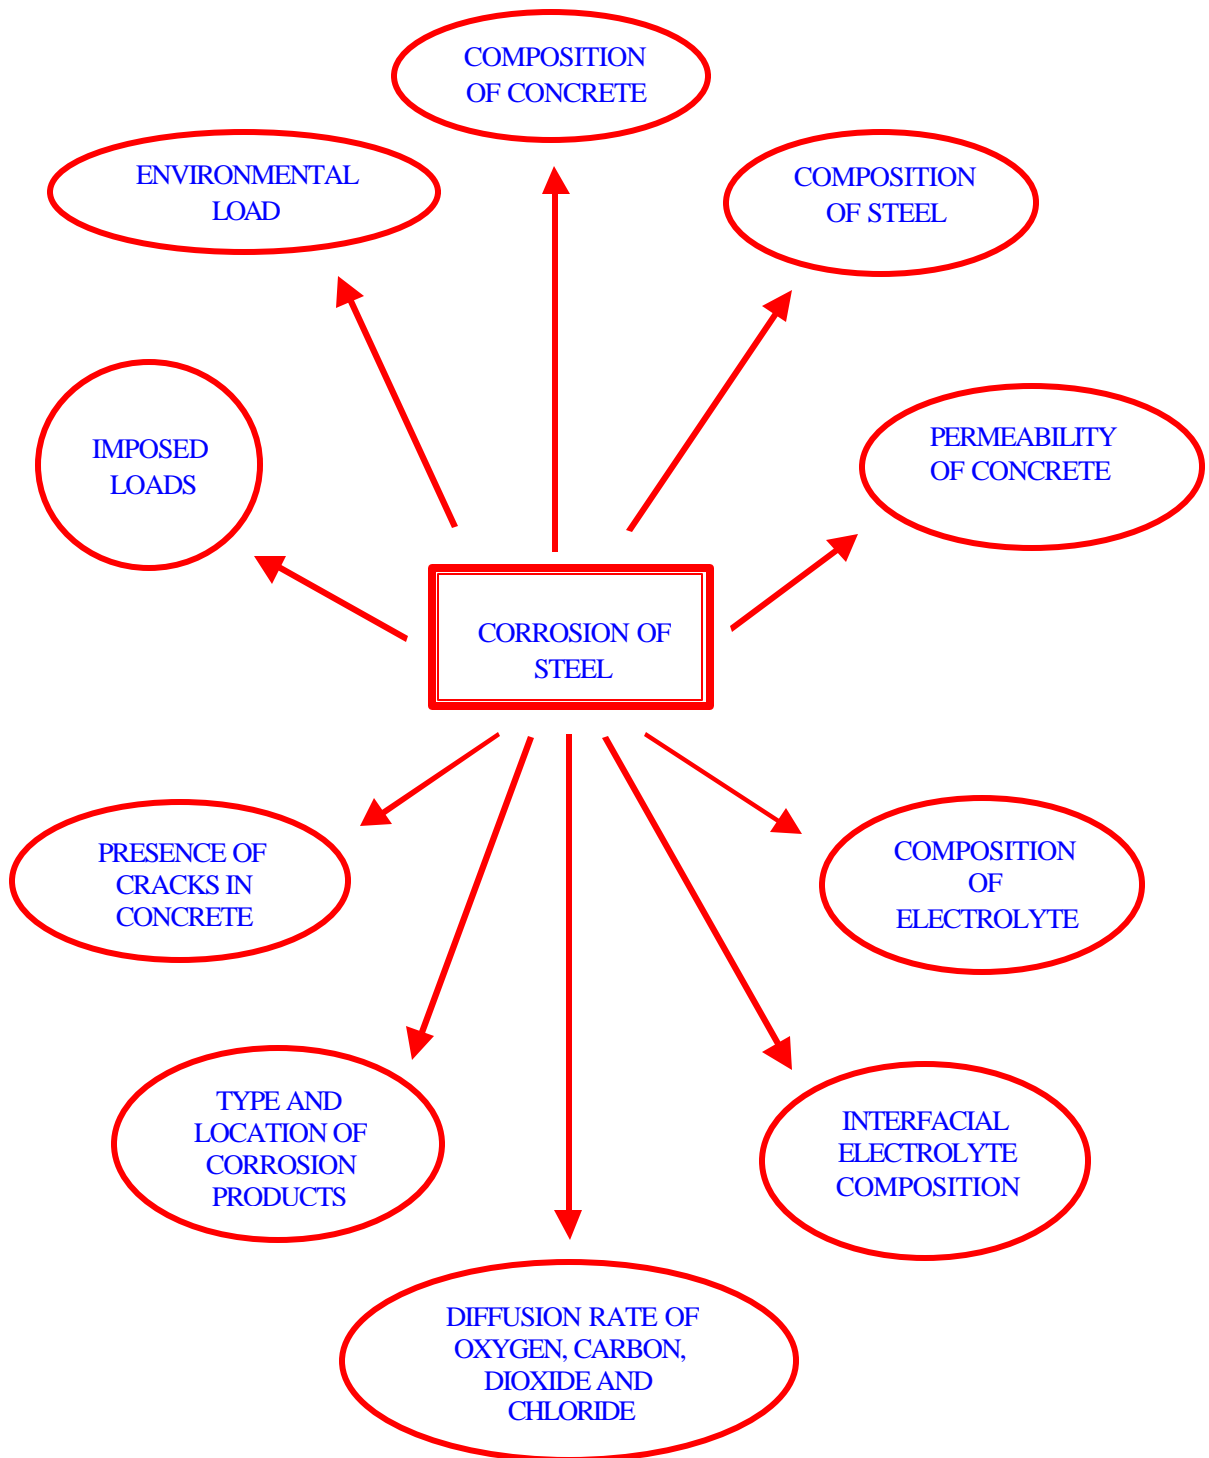 COMPOSITION
OF CONCRETE
ENVIRONMENTAL
LOAD
COMPOSITION
OF STEEL
IMPOSED
LOADS
PERMEABILITY
OF CONCRETE
CORROSION OF
STEEL
PRESENCE OF
CRACKS IN
CONCRETE
COMPOSITION
OF
ELECTROLYTE
TYPE AND
LOCATION OF
CORROSION
PRODUCTS
INTERFACIAL
ELECTROLYTE
COMPOSITION
DIFFUSION RATE OF
OXYGEN, CARBON,
DIOXIDE AND
CHLORIDE